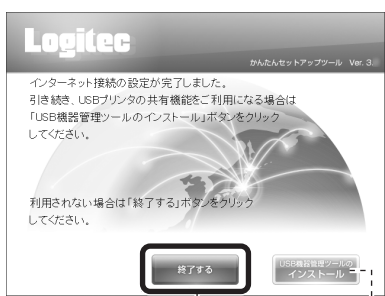 Logitec
かんたんセットアップツール Ver. 3.
インターネット接続の設定が完了しました。
引き続き、USBプリンタの共有機能をご利用になる場合は
「USB機器管理ツールのインストール」ボタンをクリック
してください。
利用されない場合は「終了する」ボタンをクリック
してください。
終了する
USB機器管理ツールの
インストール